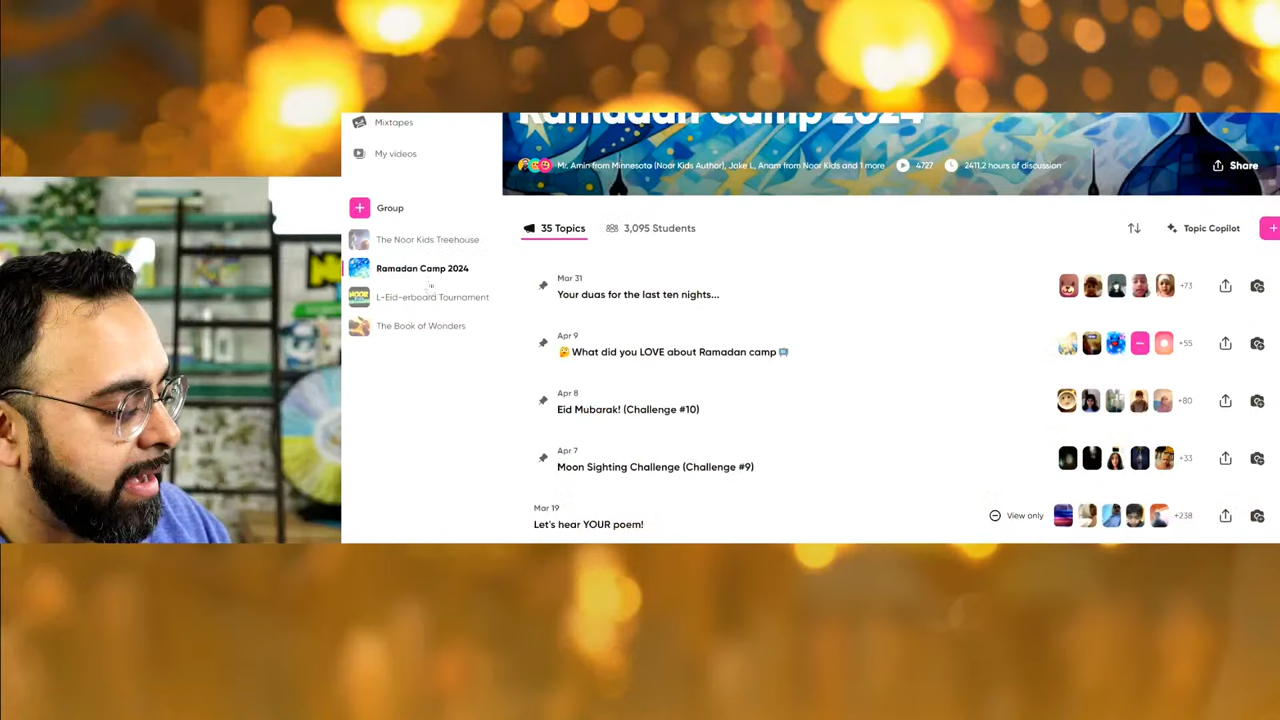 Mixtapes
My videos
Group
The Noor Kids Treehouse
Ramadan Camp 2024
L-Eid-erboard Tournament
The Book of Wonders
Ramadan Camp 2024
Mr. Amin from Minnesota (Noor Kids Author), Jake L, Anam from Noor Kids and 1 more 4727 2411.2 hours of discussion
Share
35 Topics 3,095 Students Topic Copilot
Mar 31
Your duas for the last ten nights... +73
Apr 9
🤔 What did you LOVE about Ramadan camp +55
Apr 8
Eid Mubarak! (Challenge #10) +80
Apr 7
Moon Sighting Challenge (Challenge #9) +33
Mar 19
Let's hear YOUR poem! View only +238